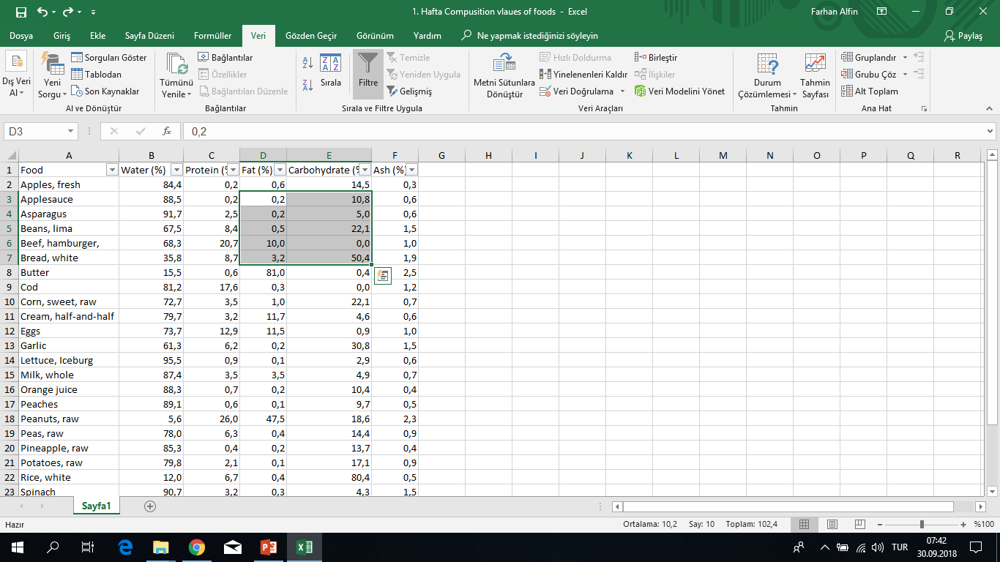 1. Hafta Compusition vlaues of foods - Excel
Farhan Alfin
Dosya Giriş Ekle Sayfa Düzeni Formüller Veri Gözden Geçir Görünüm Yardım Ne yapmak istediğinizi söyleyin Paylaş
Dış Veri Al
Yeni Sorgu
Sorguları Göster
Tablodan
Son Kaynaklar
Al ve Dönüştür
Tümünü Yenile
Bağlantılar
Özellikler
Bağlantıları Düzenle
Bağlantılar
Sırala
Filtre
Temizle
Yeniden Uygula
Gelişmiş
Sırala ve Filtre Uygula
Metni Sütunlara Dönüştür
Hızlı Doldurma
Yinelenenleri Kaldır
Veri Doğrulama
Birleştir
İlişkiler
Veri Modelini Yönet
Veri Araçları
Durum Çözümlemesi
Tahmin Sayfası
Tahmin
Gruplandır
Grubu Çöz
Alt Toplam
Ana Hat
D3 fx 0,2
A B C D E F G H I J K L M N O P Q R
1 Food Water (%) Protein (% Fat (%) Carbohydrate (% Ash (%)
2 Apples, fresh 84,4 0,2 0,6 14,5 0,3
3 Applesauce 88,5 0,2 0,2 10,8 0,6
4 Asparagus 91,7 2,5 0,2 5,0 0,6
5 Beans, lima 67,5 8,4 0,5 22,1 1,5
6 Beef, hamburger, 68,3 20,7 10,0 0,0 1,0
7 Bread, white 35,8 8,7 3,2 50,4 1,9
8 Butter 15,5 0,6 81,0 0,4 2,5
9 Cod 81,2 17,6 0,3 0,0 1,2
10 Corn, sweet, raw 72,7 3,5 1,0 22,1 0,7
11 Cream, half-and-half 79,7 3,2 11,7 4,6 0,6
12 Eggs 73,7 12,9 11,5 0,9 1,0
13 Garlic 61,3 6,2 0,2 30,8 1,5
14 Lettuce, Iceburg 95,5 0,9 0,1 2,9 0,6
15 Milk, whole 87,4 3,5 3,5 4,9 0,7
16 Orange juice 88,3 0,7 0,2 10,4 0,4
17 Peaches 89,1 0,6 0,1 9,7 0,5
18 Peanuts, raw 5,6 26,0 47,5 18,6 2,3
19 Peas, raw 78,0 6,3 0,4 14,4 0,9
20 Pineapple, raw 85,3 0,4 0,2 13,7 0,4
21 Potatoes, raw 79,8 2,1 0,1 17,1 0,9
22 Rice, white 12,0 6,7 0,4 80,4 0,5
23 Spinach 90,7 3,2 0,3 4,3 1,5
Sayfa1
Hazır Ortalama: 10,2 Say: 10 Toplam: 102,4 %100
TUR 07:42
30.09.2018